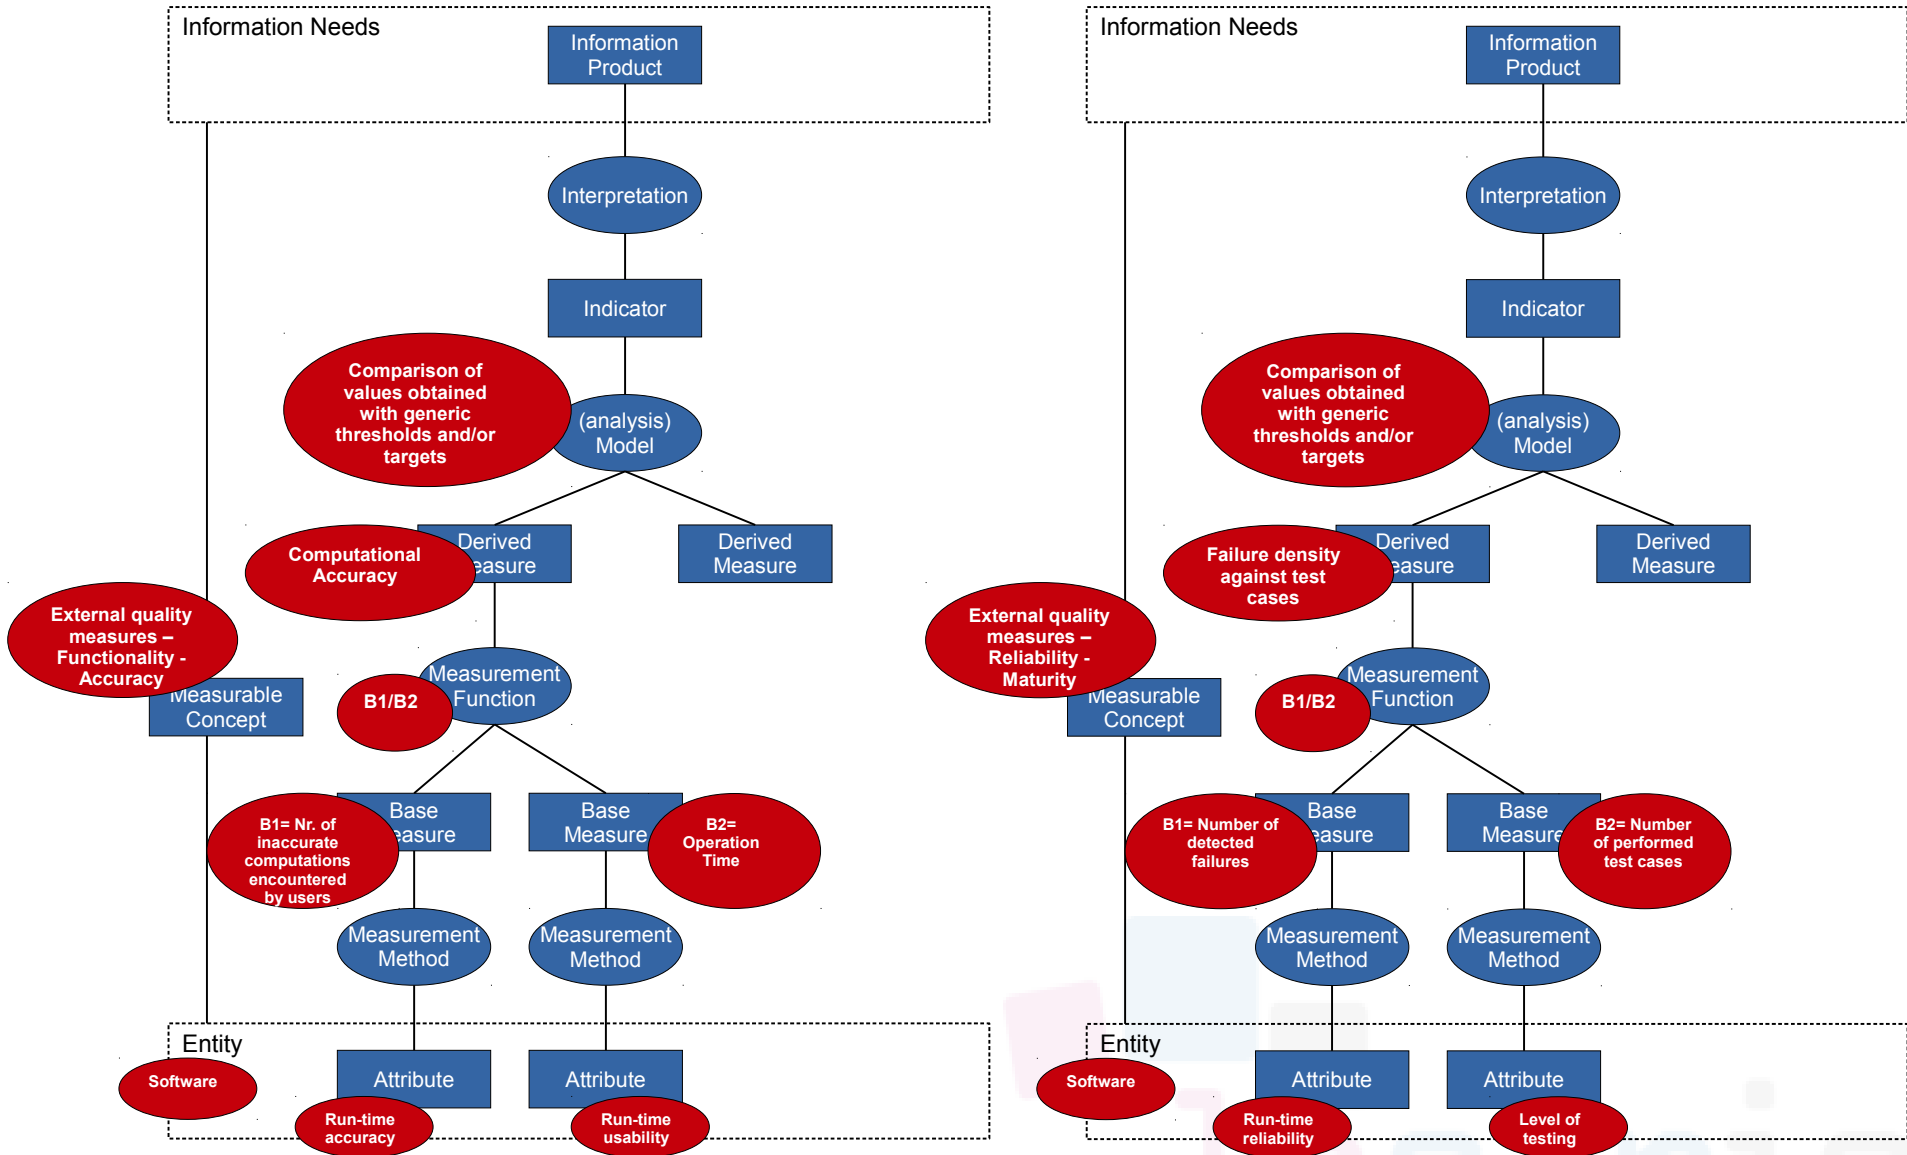 Information Needs
Information
Product
Interpretation
Indicator
Comparison of
values obtained
with generic
thresholds and/or
targets
(analysis)
Model
Computational
Accuracy
Derived
Measure
Derived
Measure
External quality
measures –
Functionality -
Accuracy
Measurable
Concept
B1/B2
Measurement
Function
B1= Nr. of
inaccurate
computations
encountered
by users
Base
Measure
Base
Measure
B2=
Operation
Time
Measurement
Method
Measurement
Method
Entity
Software
Attribute
Attribute
Run-time
accuracy
Run-time
usability
Information Needs
Information
Product
Interpretation
Indicator
Comparison of
values obtained
with generic
thresholds and/or
targets
(analysis)
Model
Failure density
against test
cases
Derived
Measure
Derived
Measure
External quality
measures –
Reliability -
Maturity
Measurable
Concept
B1/B2
Measurement
Function
B1= Number of
detected
failures
Base
Measure
Base
Measure
B2= Number
of performed
test cases
Measurement
Method
Measurement
Method
Entity
Software
Attribute
Attribute
Run-time
reliability
Level of
testing